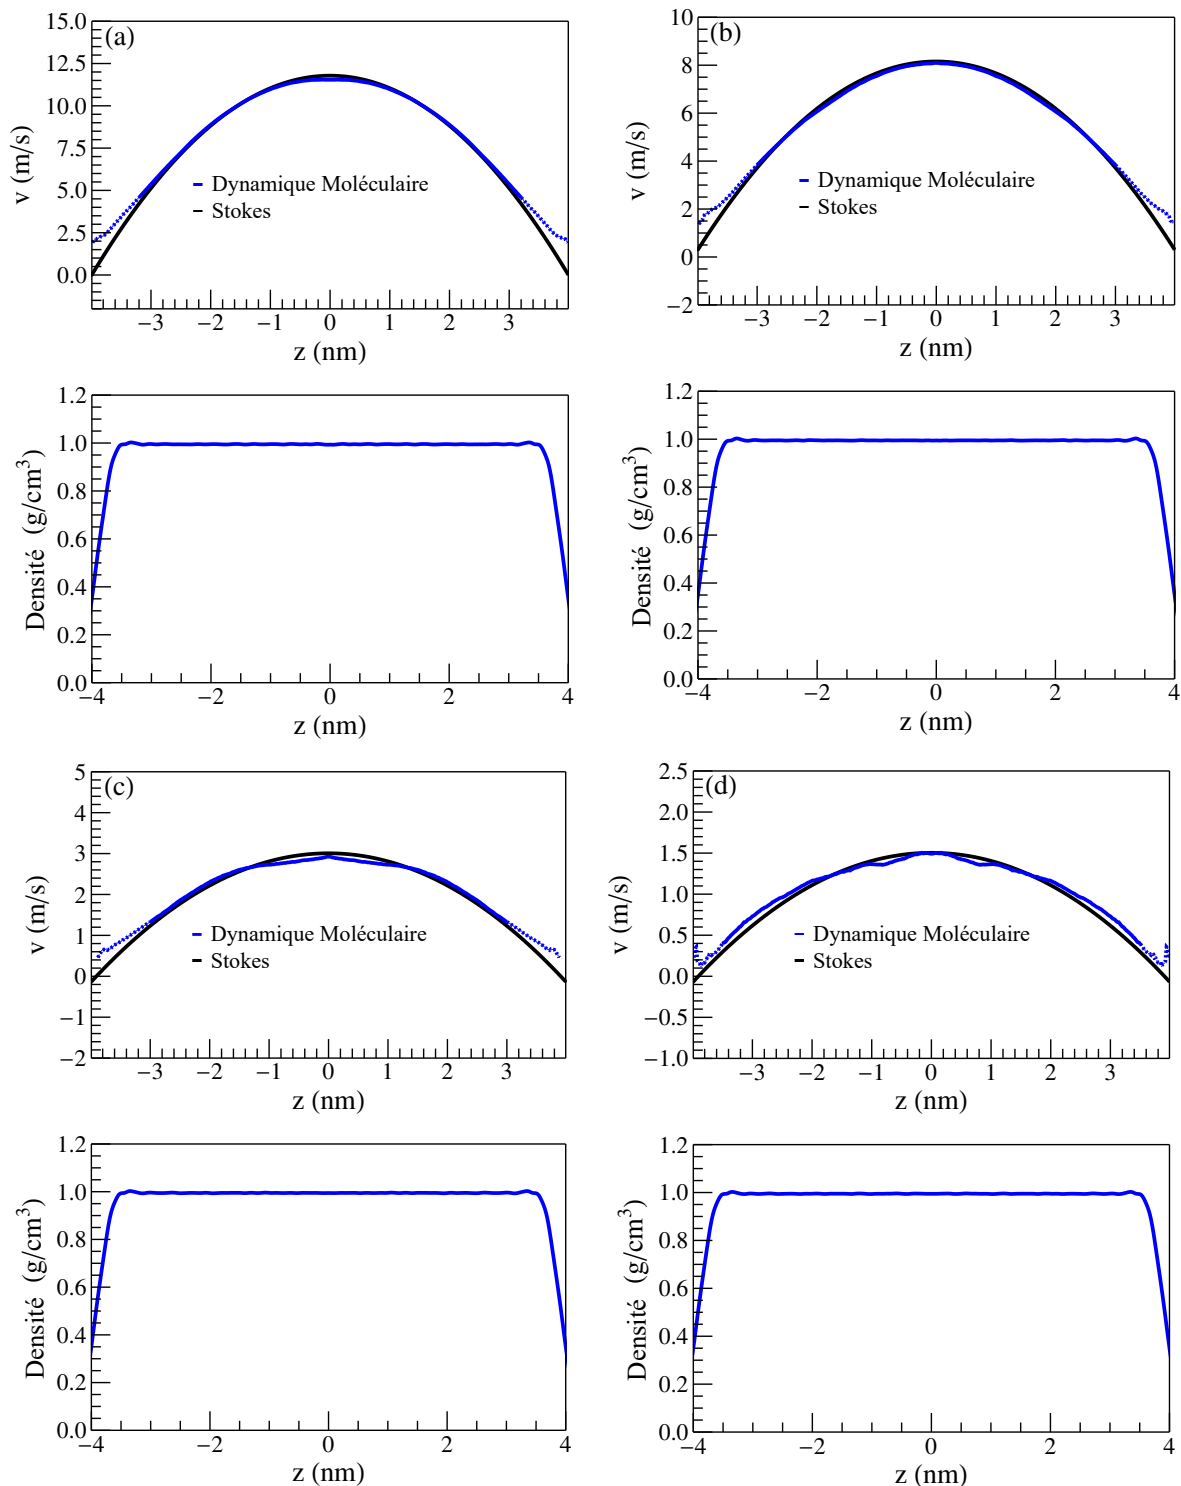 (a)
15.0
12.5
10.0
7.5
5.0
2.5
0.0
v (m/s)
Dynamique Moléculaire
Stokes
−3 −2 −1 0 1 2 3
z (nm)
(b)
10
8
6
4
2
0
−2
v (m/s)
Dynamique Moléculaire
Stokes
−3 −2 −1 0 1 2 3
z (nm)
1.2
1.0
0.8
0.6
0.4
0.2
0.0
Densité (g/cm³)
−4 −2 0 2 4
z (nm)
1.2
1.0
0.8
0.6
0.4
0.2
0.0
Densité (g/cm³)
−4 −2 0 2 4
z (nm)
(c)
5
4
3
2
1
0
−1
−2
v (m/s)
Dynamique Moléculaire
Stokes
−3 −2 −1 0 1 2 3
z (nm)
(d)
2.5
2.0
1.5
1.0
0.5
0.0
−0.5
−1.0
v (m/s)
Dynamique Moléculaire
Stokes
−3 −2 −1 0 1 2 3
z (nm)
1.2
1.0
0.8
0.6
0.4
0.2
0.0
Densité (g/cm³)
−4 −2 0 2 4
z (nm)
1.2
1.0
0.8
0.6
0.4
0.2
0.0
Densité (g/cm³)
−4 −2 0 2 4
z (nm)